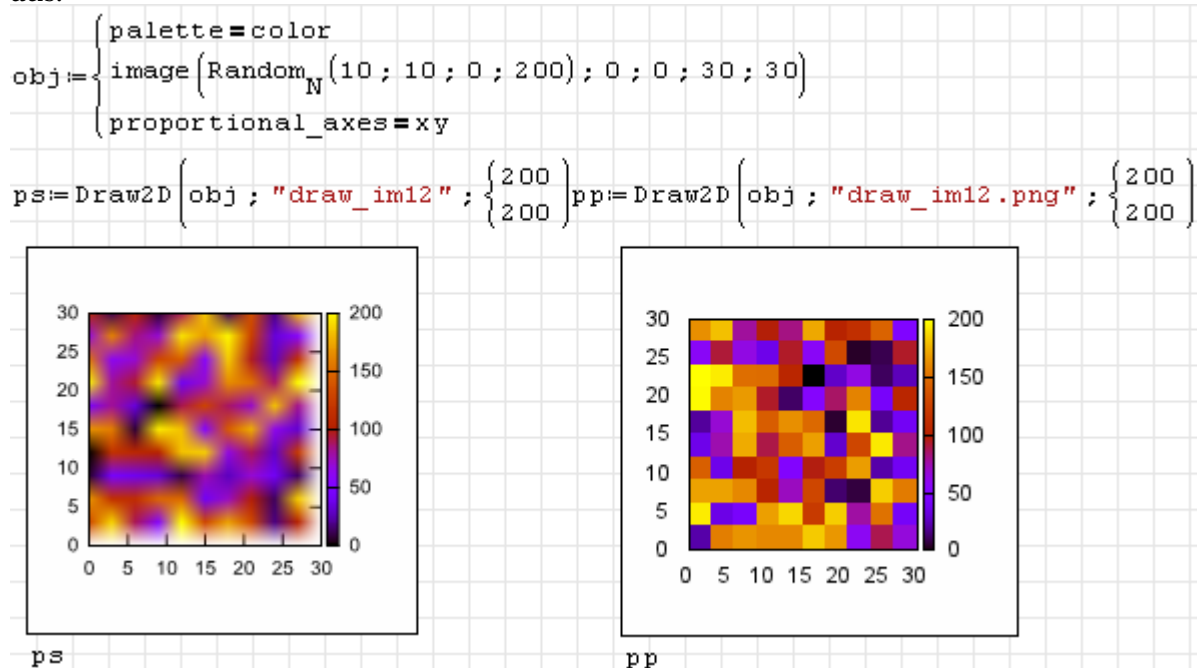 palette=color
obj:= image(Random_N(10 ; 10 ; 0 ; 200) ; 0 ; 0 ; 30 ; 30)
proportional_axes=xy
ps:=Draw2D(obj ; "draw_im12" ; {200 200) pp:=Draw2D(obj ; "draw_im12.png" ; {200 200)
30 200
25
150
20
15 100
10
50
5
0 0
0 5 10 15 20 25 30
ps
30 200
25
150
20
15 100
10
50
5
0 0
0 5 10 15 20 25 30
pp